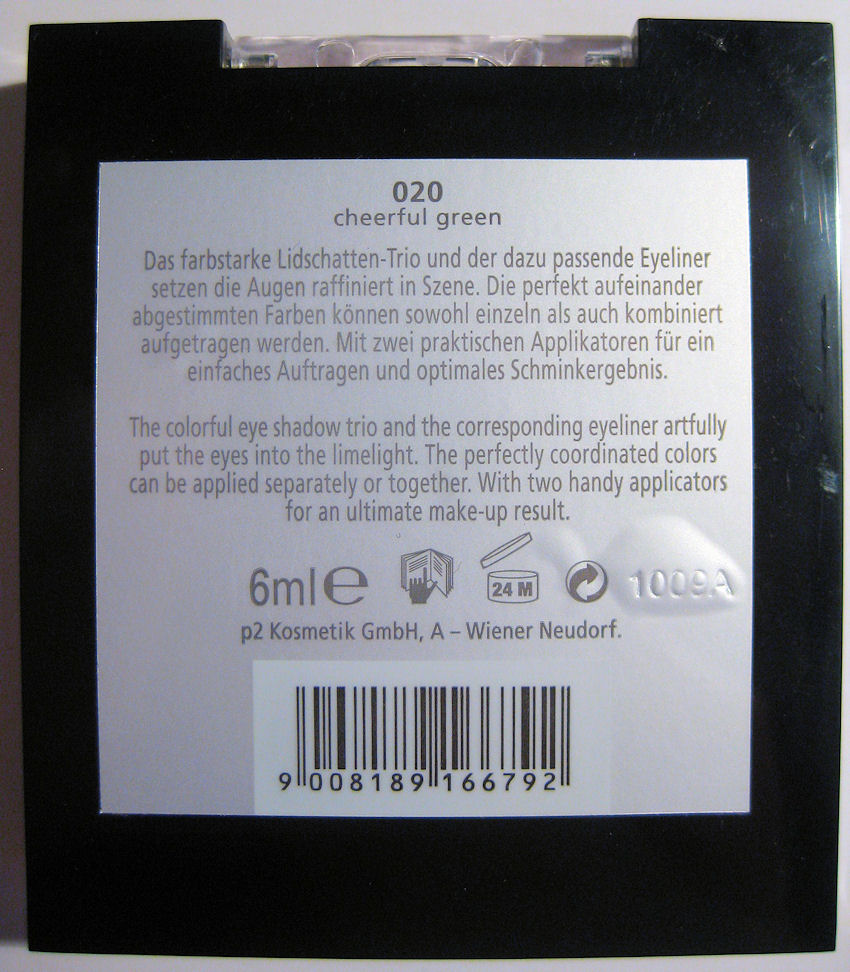 020
cheerful green
Das farbstarke Lidschatten-Trio und der dazu passende Eyeliner
setzen die Augen raffiniert in Szene. Die perfekt aufeinander
abgestimmten Farben können sowohl einzeln als auch kombiniert
aufgetragen werden. Mit zwei praktischen Applikatoren für ein
einfaches Auftragen und optimales Schminkergebnis.
The colorful eye shadow trio and the corresponding eyeliner artfully
put the eyes into the limelight. The perfectly coordinated colors
can be applied separately or together. With two handy applicators
for an ultimate make-up result.
6ml e 24 M 1009A
p2 Kosmetik GmbH, A – Wiener Neudorf.
9 008189 166792